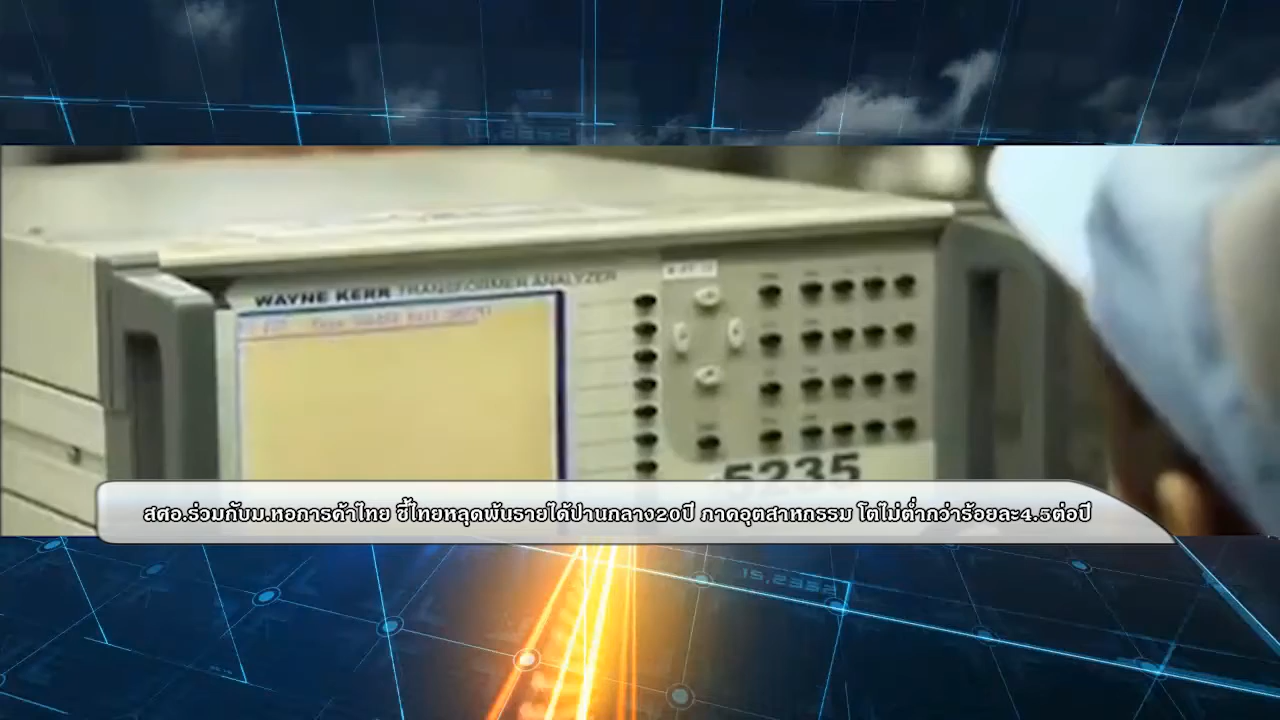 WAYNE KERR TRANSFORMER ANALYZER
5235
สศอ.ร่วมกับม.หอการค้าไทย ชี้ไทยหลุดพ้นรายได้ปานกลาง20ปี ภาคอุตสาหกรรม โตไม่ต่ำกว่าร้อยละ4.5ต่อปี